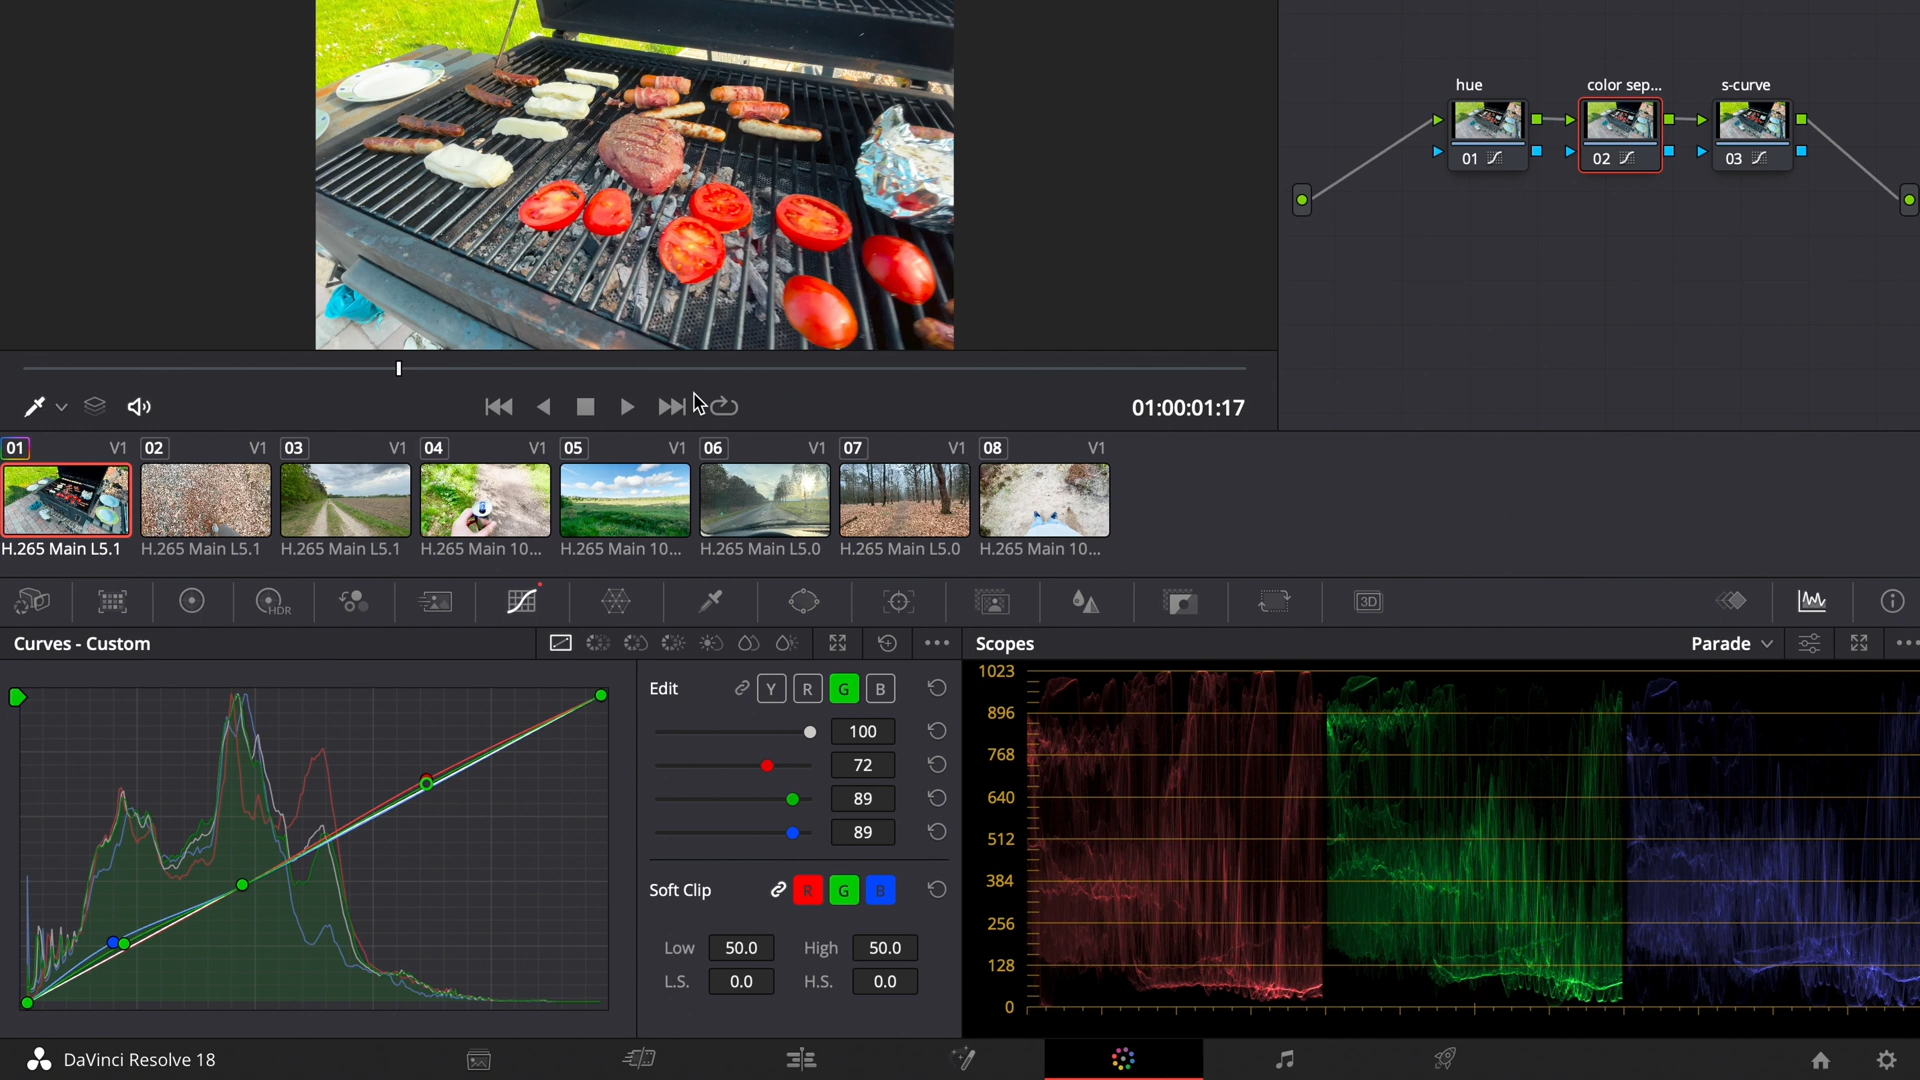 hue
color sep...
s-curve
01
02
03
01:00:01:17
01 V1 02 V1 03 V1 04 V1 05 V1 06 V1 07 V1 08 V1
H.265 Main L5.1 H.265 Main L5.1 H.265 Main L5.1 H.265 Main 10... H.265 Main 10... H.265 Main L5.0 H.265 Main L5.0 H.265 Main 10...
HDR
3D
Curves - Custom
Edit Y R G B
100
72
89
89
Soft Clip R G B
Low 50.0 High 50.0
L.S. 0.0 H.S. 0.0
Scopes Parade
1023
896
768
640
512
384
256
128
0
DaVinci Resolve 18